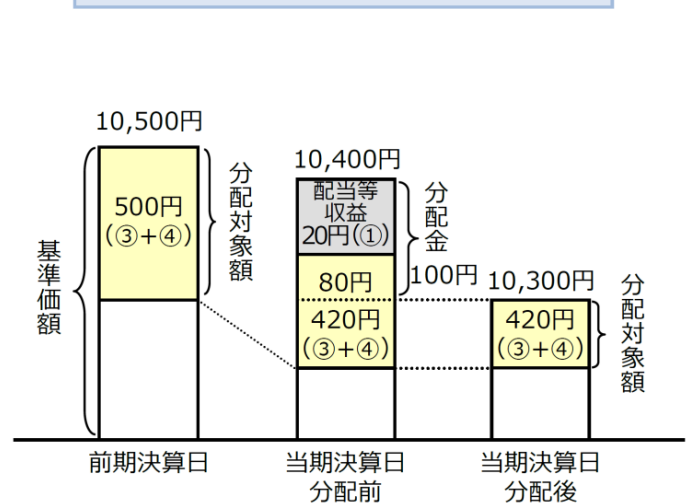 10,500円
500円
(③+④)
分配対象額
基準価額
前期決算日
10,400円
配当等
収益
20円(①)
80円
420円
(③+④)
分配金
100円
当期決算日
分配前
10,300円
420円
(③+④)
分配対象額
当期決算日
分配後